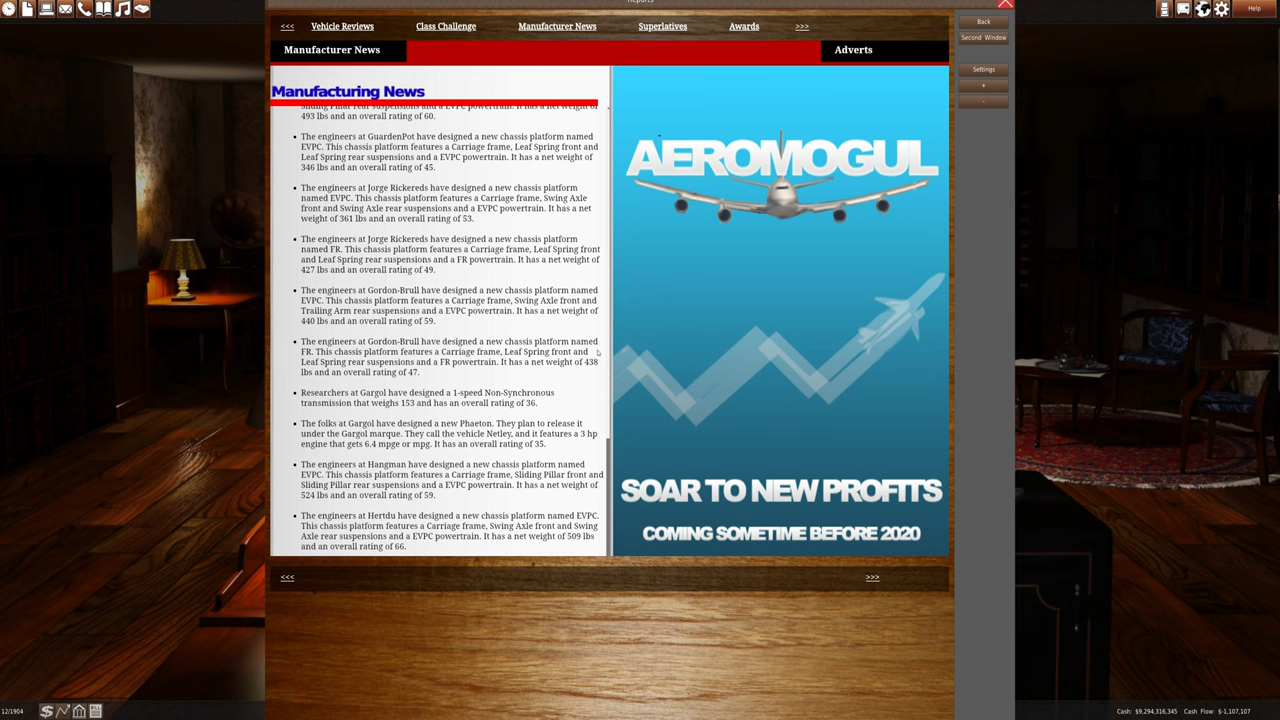 Reports
Help
<<<
Vehicle Reviews
Class Challenge
Manufacturer News
Superlatives
Awards
>>>
Back
Second Window
Settings
+
-
Manufacturer News
Adverts
Manufacturing News
Sliding Pillar rear suspensions and a EVPC powertrain. It has a net weight of
493 lbs and an overall rating of 60.
The engineers at GuardenPot have designed a new chassis platform named
EVPC. This chassis platform features a Carriage frame, Leaf Spring front and
Leaf Spring rear suspensions and a EVPC powertrain. It has a net weight of
346 lbs and an overall rating of 45.
The engineers at Jorge Rickereds have designed a new chassis platform
named EVPC. This chassis platform features a Carriage frame, Swing Axle
front and Swing Axle rear suspensions and a EVPC powertrain. It has a net
weight of 361 lbs and an overall rating of 53.
The engineers at Jorge Rickereds have designed a new chassis platform
named FR. This chassis platform features a Carriage frame, Leaf Spring front
and Leaf Spring rear suspensions and a FR powertrain. It has a net weight of
427 lbs and an overall rating of 49.
The engineers at Gordon-Brull have designed a new chassis platform named
EVPC. This chassis platform features a Carriage frame, Swing Axle front and
Trailing Arm rear suspensions and a EVPC powertrain. It has a net weight of
440 lbs and an overall rating of 59.
The engineers at Gordon-Brull have designed a new chassis platform named
FR. This chassis platform features a Carriage frame, Leaf Spring front and
Leaf Spring rear suspensions and a FR powertrain. It has a net weight of 438
lbs and an overall rating of 47.
Researchers at Gargol have designed a 1-speed Non-Synchronous
transmission that weighs 153 and has an overall rating of 36.
The folks at Gargol have designed a new Phaeton. They plan to release it
under the Gargol marque. They call the vehicle Netley, and it features a 3 hp
engine that gets 6.4 mpge or mpg. It has an overall rating of 35.
The engineers at Hangman have designed a new chassis platform named
EVPC. This chassis platform features a Carriage frame, Sliding Pillar front and
Sliding Pillar rear suspensions and a EVPC powertrain. It has a net weight of
524 lbs and an overall rating of 59.
The engineers at Hertdu have designed a new chassis platform named EVPC.
This chassis platform features a Carriage frame, Swing Axle front and Swing
Axle rear suspensions and a EVPC powertrain. It has a net weight of 509 lbs
and an overall rating of 66.
AEROMOGUL
SOAR TO NEW PROFITS
COMING SOMETIME BEFORE 2020
<<<
>>>
12/1904
Cash: $9,294,316,345
Cash Flow: $-1,107,107